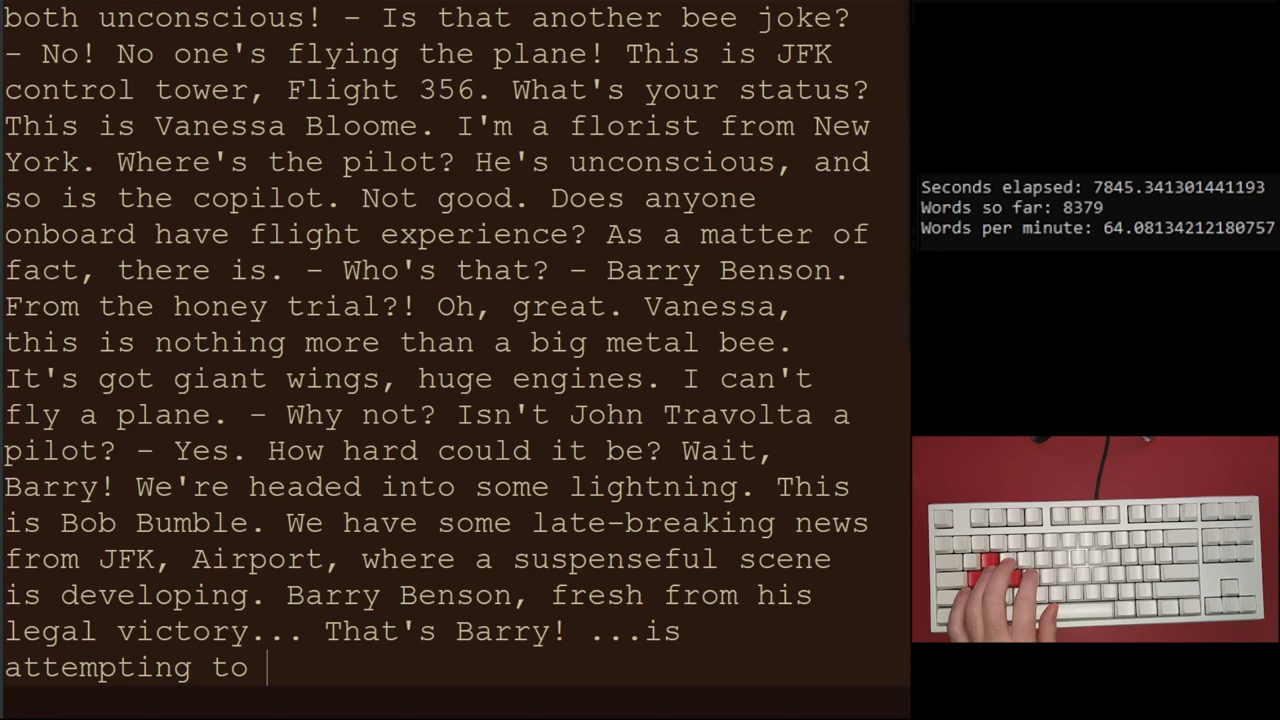 both unconscious! - Is that another bee joke?
- No! No one's flying the plane! This is JFK
control tower, Flight 356. What's your status?
This is Vanessa Bloome. I'm a florist from New
York. Where's the pilot? He's unconscious, and
so is the copilot. Not good. Does anyone
onboard have flight experience? As a matter of
fact, there is. - Who's that? - Barry Benson.
From the honey trial?! Oh, great. Vanessa,
this is nothing more than a big metal bee.
It's got giant wings, huge engines. I can't
fly a plane. - Why not? Isn't John Travolta a
pilot? - Yes. How hard could it be? Wait,
Barry! We're headed into some lightning. This
is Bob Bumble. We have some late-breaking news
from JFK, Airport, where a suspenseful scene
is developing. Barry Benson, fresh from his
legal victory... That's Barry! ...is
attempting to
Seconds elapsed: 7845.341301441193
Words so far: 8379
Words per minute: 64.08134212180757